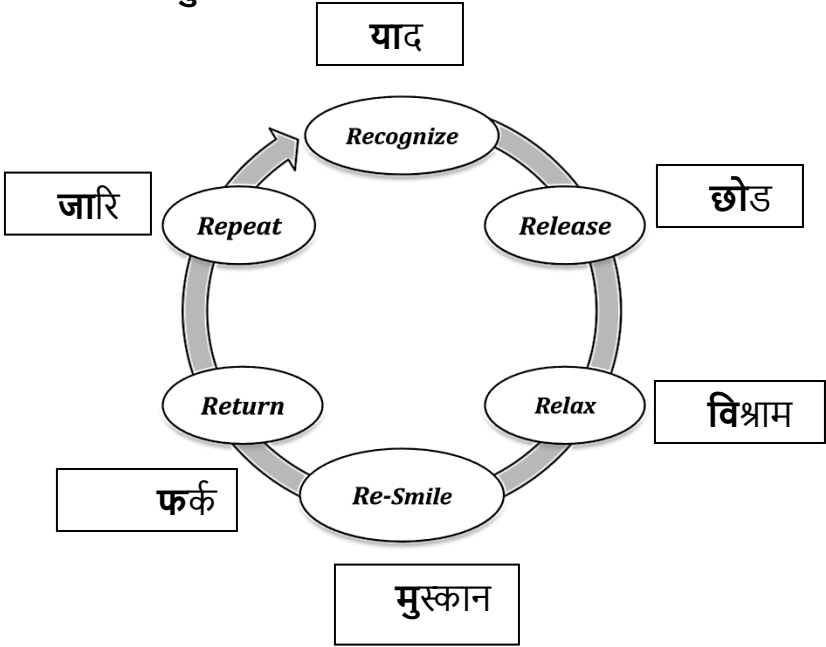 याद
Recognize
छोड
Release
Relax
विश्राम
Re-Smile
मुस्कान
Return
फर्क
Repeat
जारि